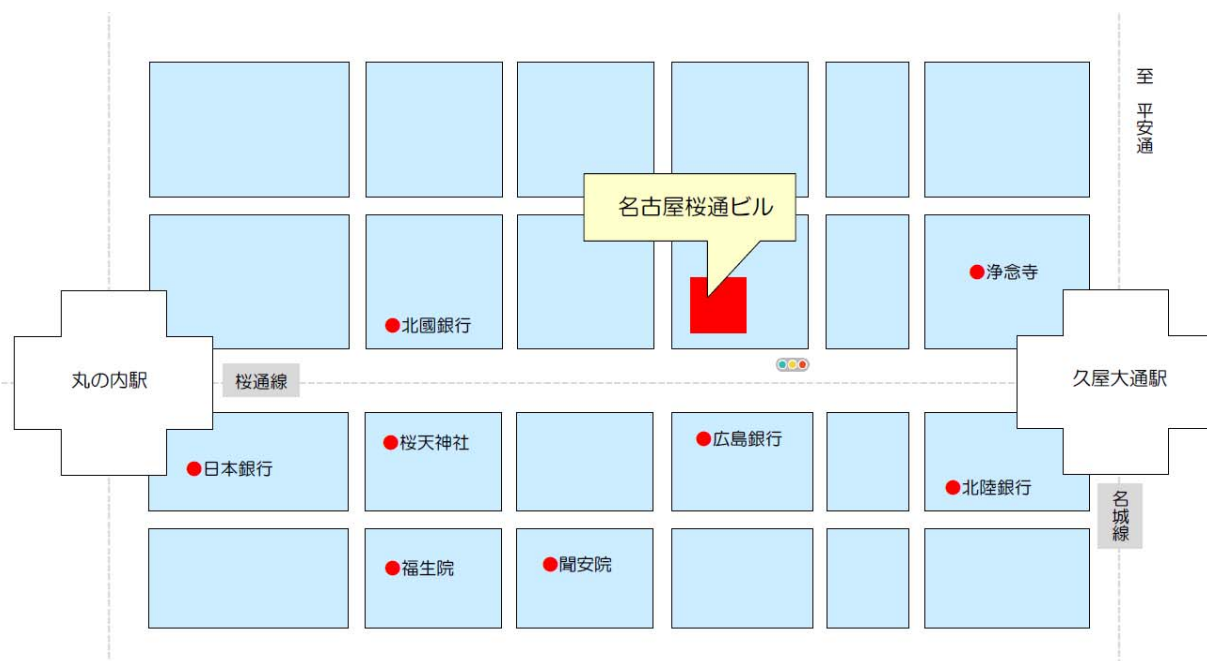 至 平安通
名古屋桜通ビル
浄念寺
北國銀行
丸の内駅
桜通線
久屋大通駅
桜天神社
広島銀行
日本銀行
北陸銀行
名城線
福生院
聞安院